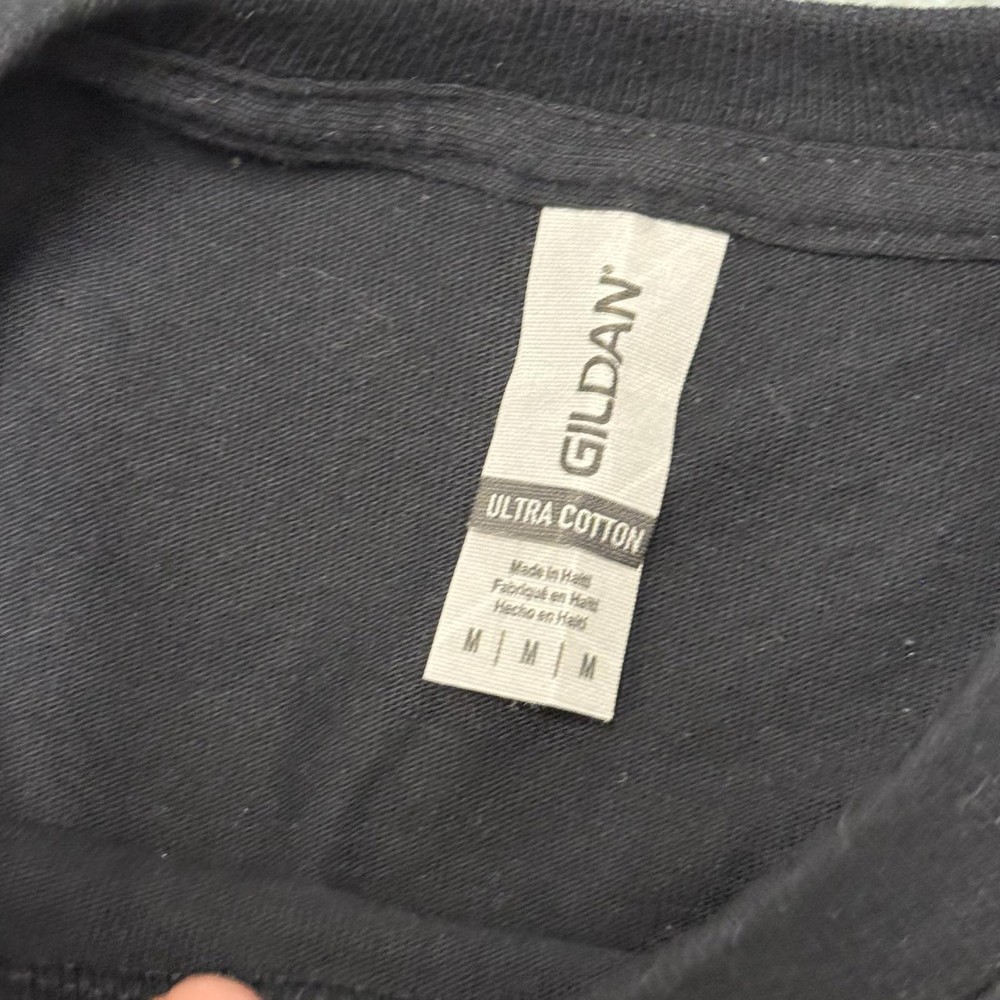 GILDAN®
ULTRA COTTON
Made in Haiti
Fabriqué en Haïti
Hecho en Haití
M | M | M